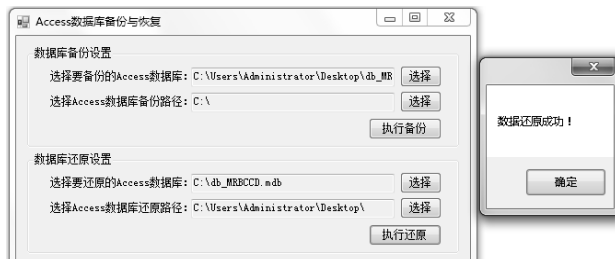 Access数据库备份与恢复
数据库备份设置
选择要备份的Access数据库：C:\Users\Administrator\Desktop\db_MR 选择
选择Access数据库备份路径：C:\ 选择
执行备份
数据库还原设置
选择要还原的Access数据库：C:\db_MRBCCD.mdb 选择
选择Access数据库还原路径：C:\Users\Administrator\Desktop\ 选择
执行还原
数据还原成功！
确定